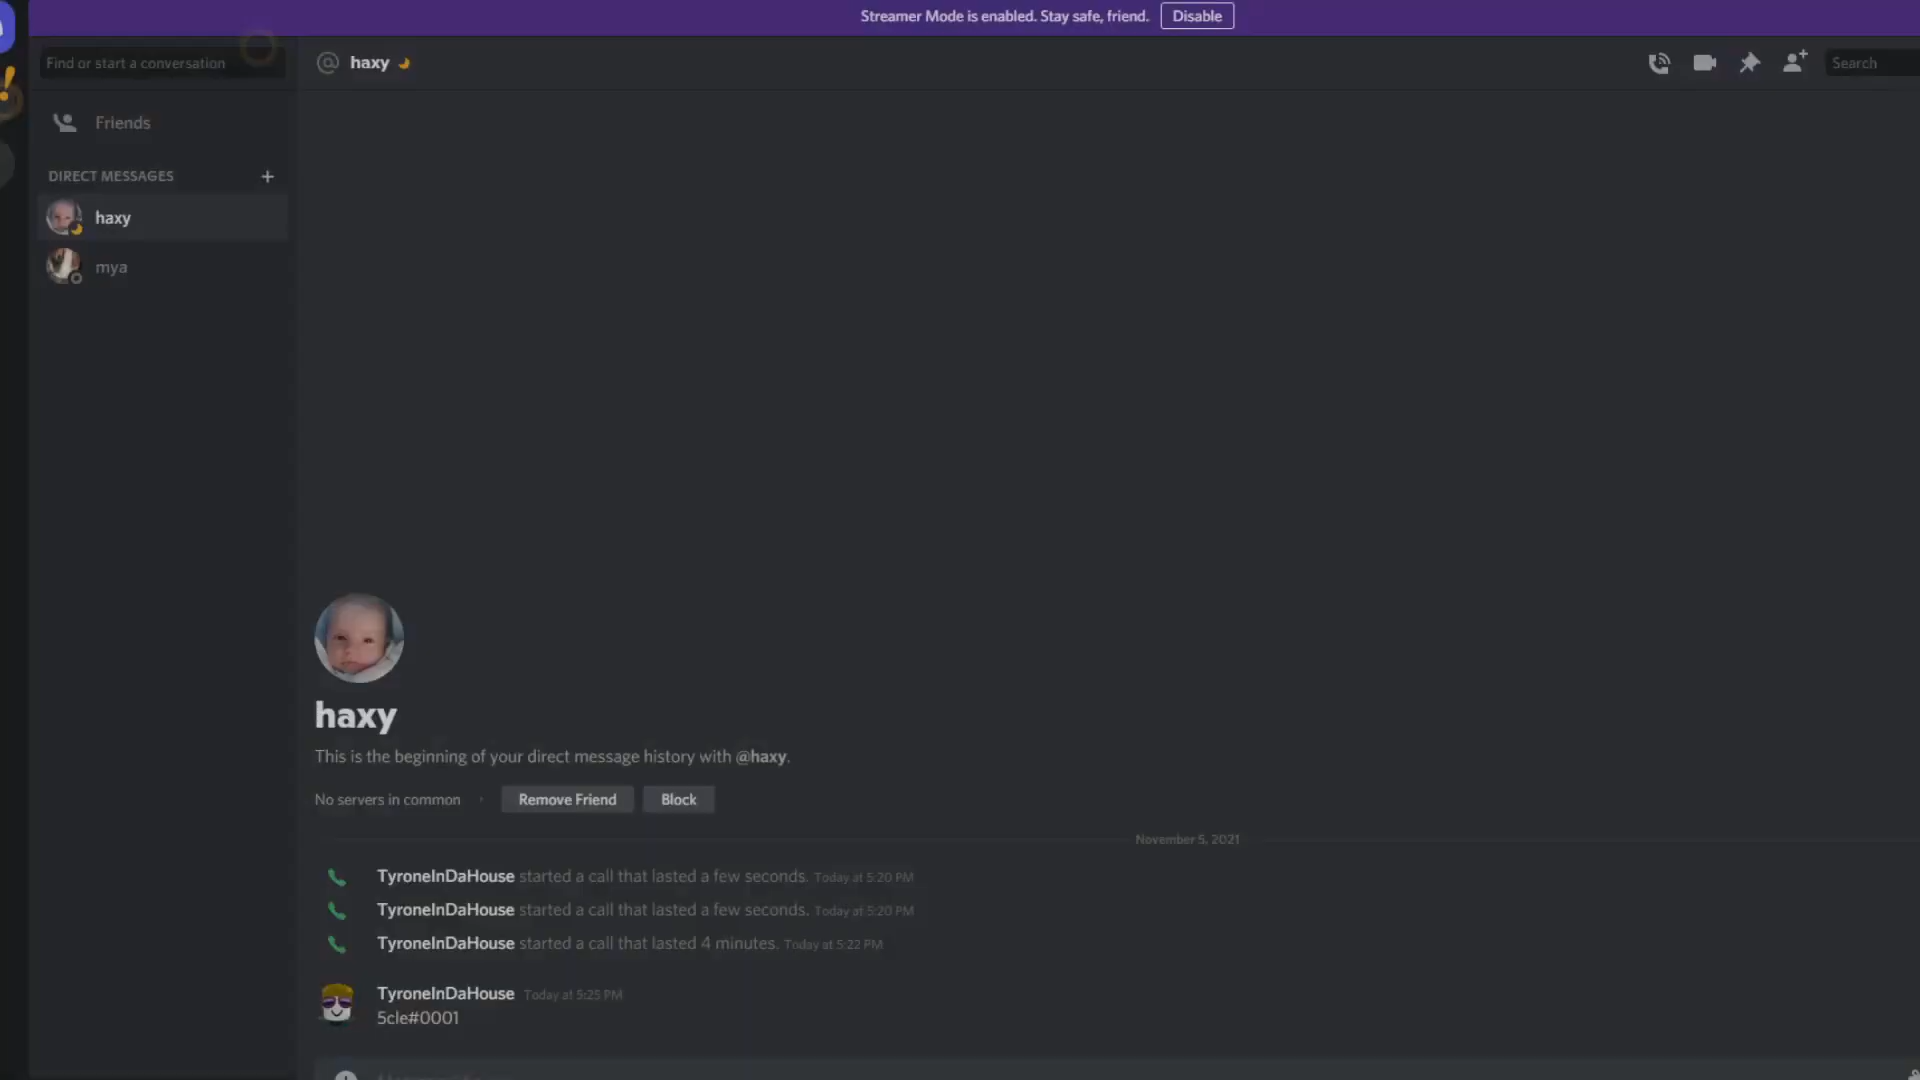 Streamer Mode is enabled. Stay safe, friend. Disable
Find or start a conversation
haxy
Search
Friends
DIRECT MESSAGES
haxy
mya
haxy
This is the beginning of your direct message history with @haxy.
No servers in common
Remove Friend
Block
November 5, 2021
TyroneInDaHouse started a call that lasted a few seconds. Today at 5:20 PM
TyroneInDaHouse started a call that lasted a few seconds. Today at 5:20 PM
TyroneInDaHouse started a call that lasted 4 minutes. Today at 5:22 PM
TyroneInDaHouse Today at 5:25 PM
5cle#0001